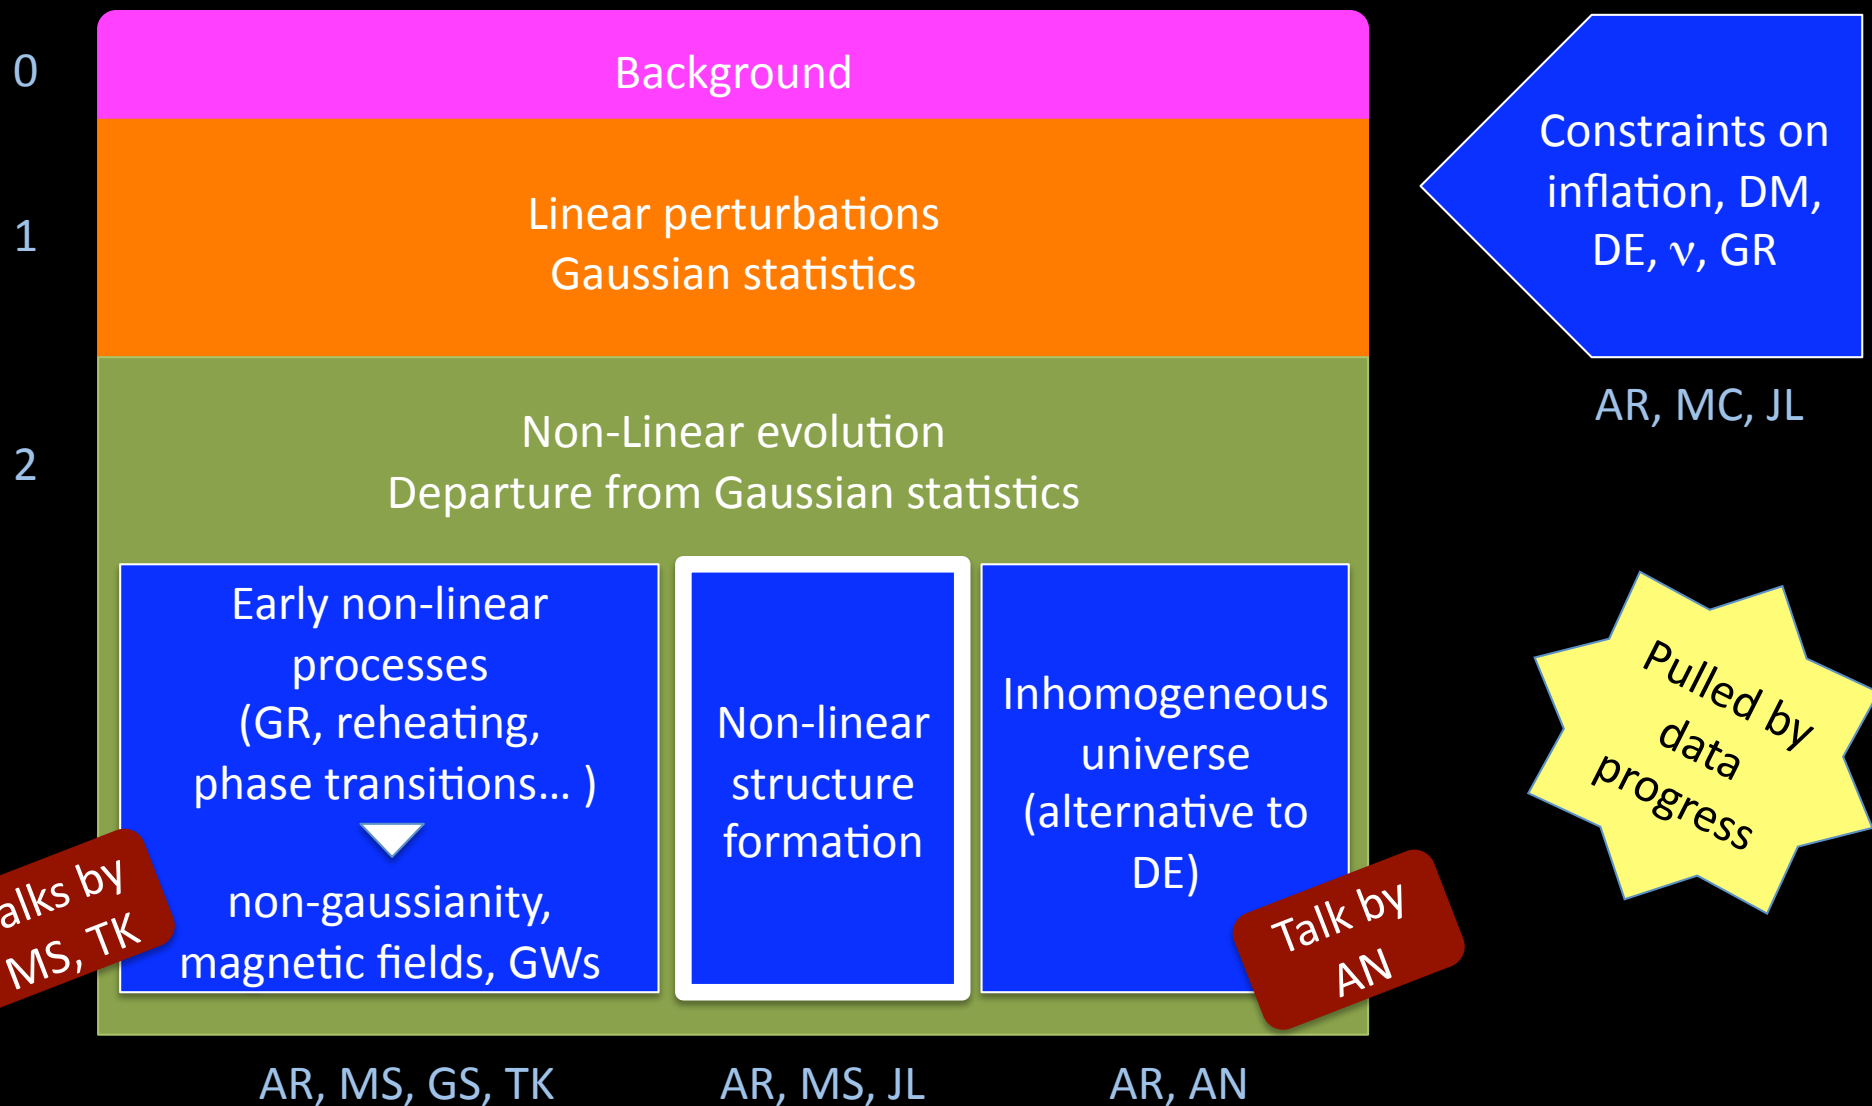 0
Background
1
Linear perturbations
Gaussian statistics
Constraints on
inflation, DM,
DE, ν, GR
AR, MC, JL
2
Non-Linear evolution
Departure from Gaussian statistics
Early non-linear
processes
(GR, reheating,
phase transitions... )
non-gaussianity,
magnetic fields, GWs
Non-linear
structure
formation
Inhomogeneous
universe
(alternative to
DE)
Pulled by
data
progress
alks by
MS, TK
Talk by
AN
AR, MS, GS, TK
AR, MS, JL
AR, AN